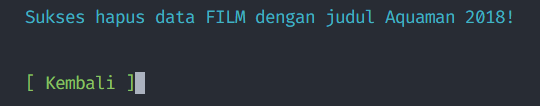 Sukses hapus data FILM dengan judul Aquaman 2018!
[ Kembali ]